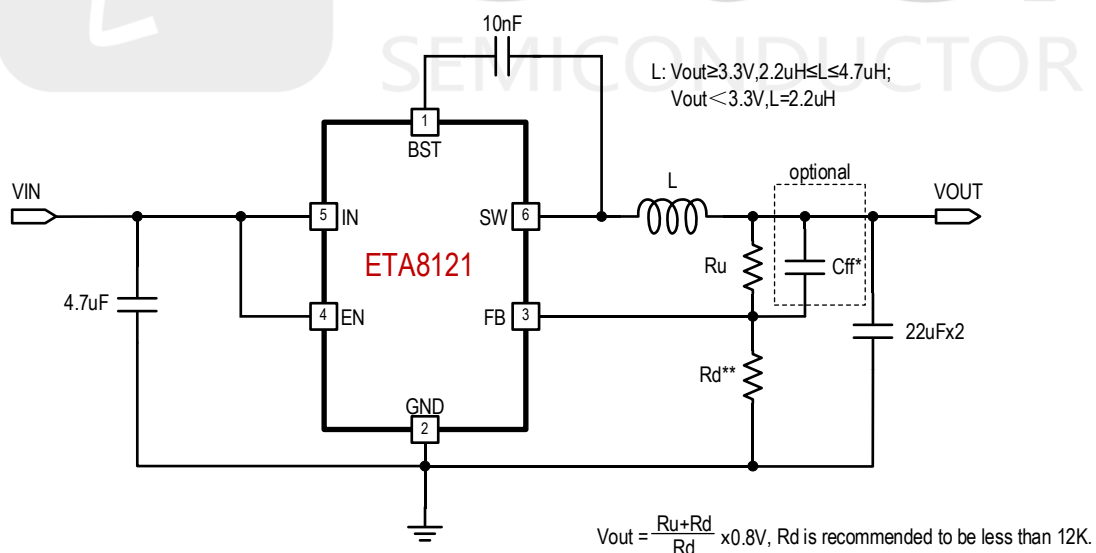 SEMICONDUCTOR
10nF
L: Vout≥3.3V,2.2uH≤L≤4.7uH;
Vout＜3.3V,L=2.2uH
1
BST
optional
VIN
L
VOUT
5 IN
SW 6
ETA8121
Ru
Cff*
4.7uF
4 EN
FB 3
22uFx2
Rd**
GND
2
Vout = Ru+Rd
Rd x0.8V, Rd is recommended to be less than 12K.